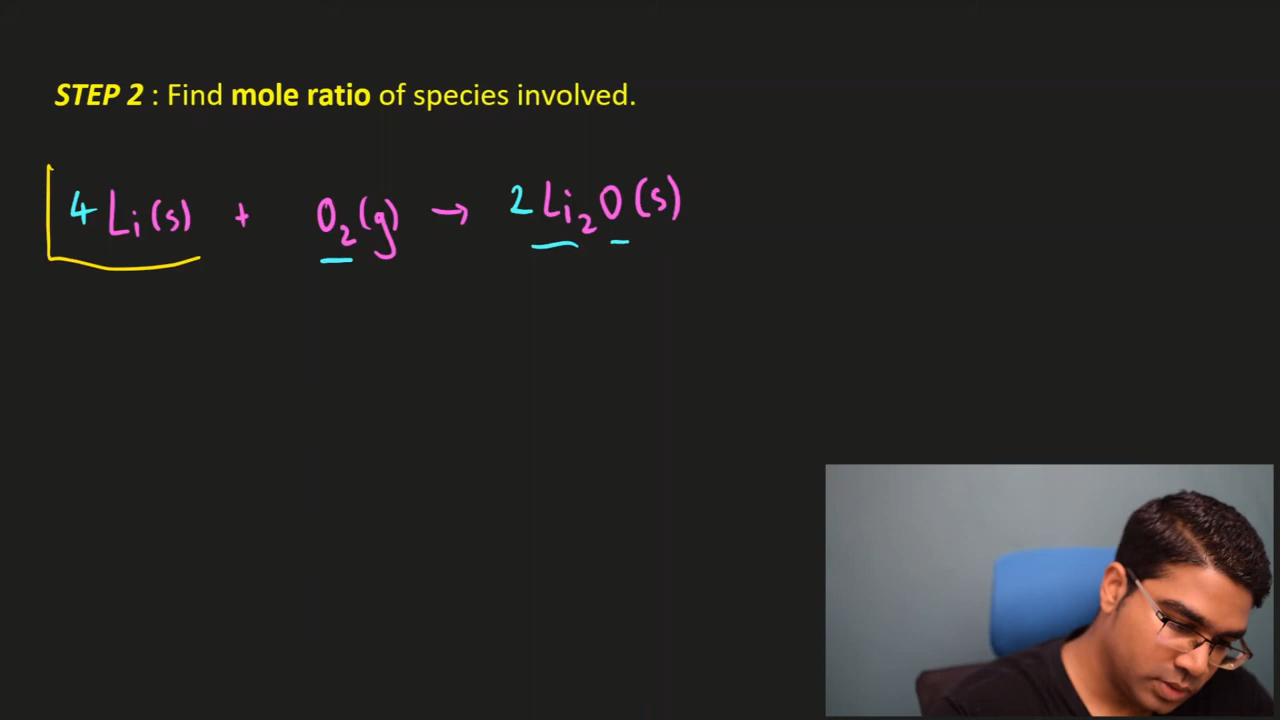 STEP 2 : Find mole ratio of species involved.
4 Li(s) + O₂(g) → 2 Li₂O(s)